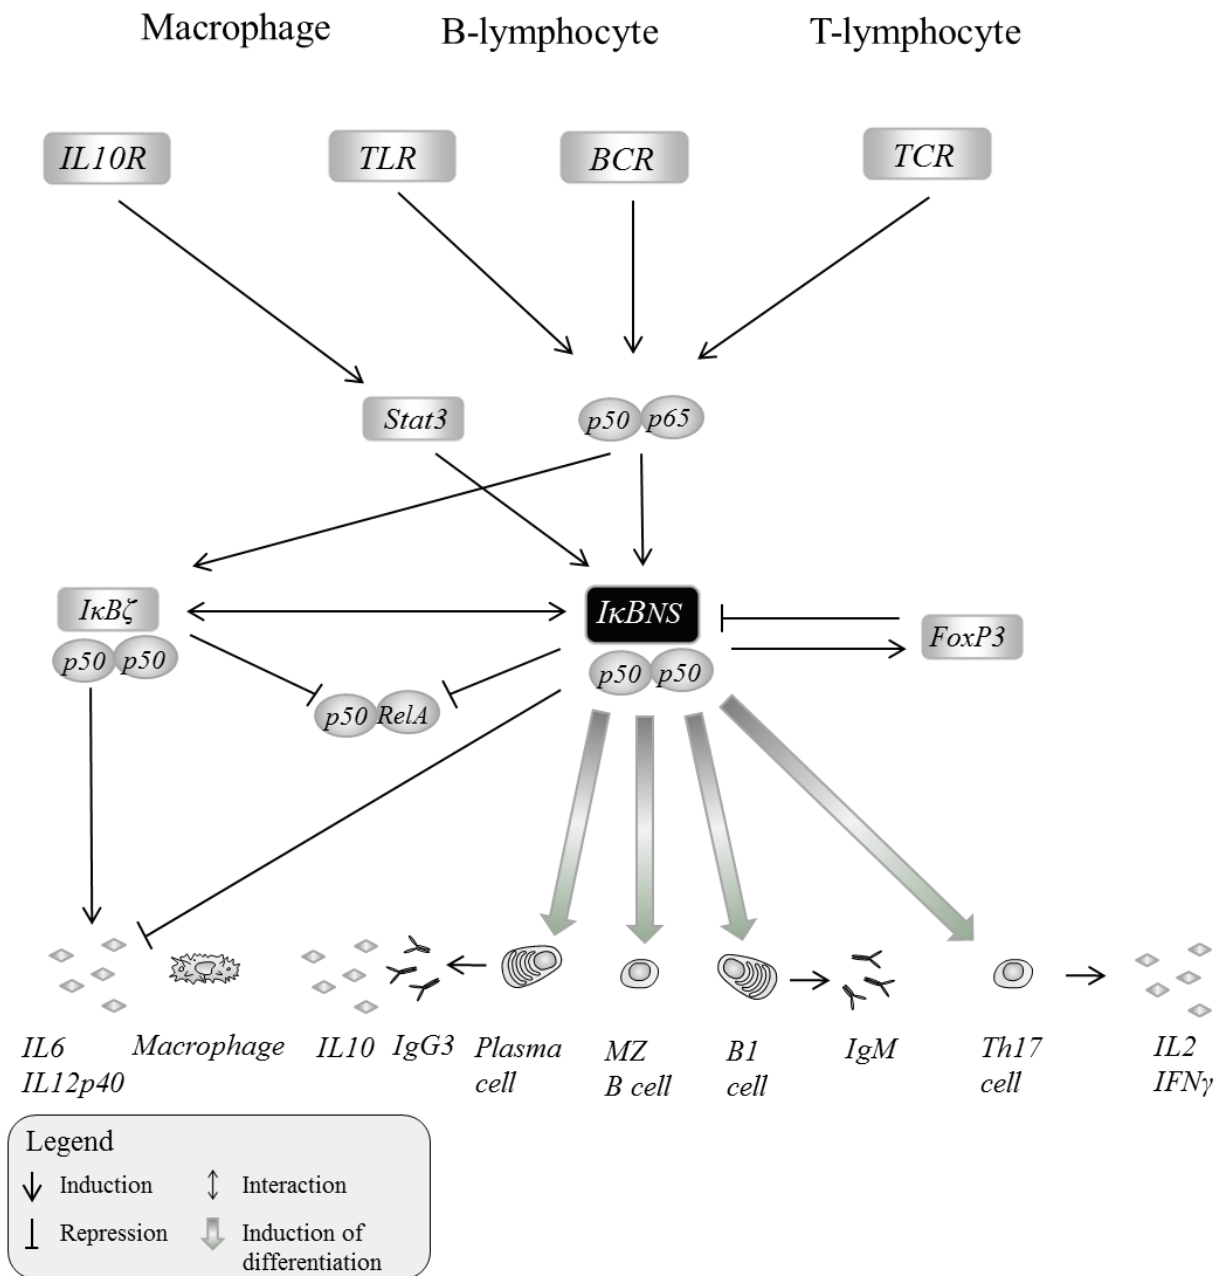 Macrophage B-lymphocyte T-lymphocyte
IL10R TLR BCR TCR
Stat3 p50 p65
IκBζ IκBNS FoxP3
p50 p50 p50 p50
p50 RelA
IL6 Macrophage IL10 IgG3 Plasma MZ B1 IgM Th17 IL2
IL12p40 cell B cell cell cell IFNγ
Legend
Induction Interaction
Repression Induction of
differentiation